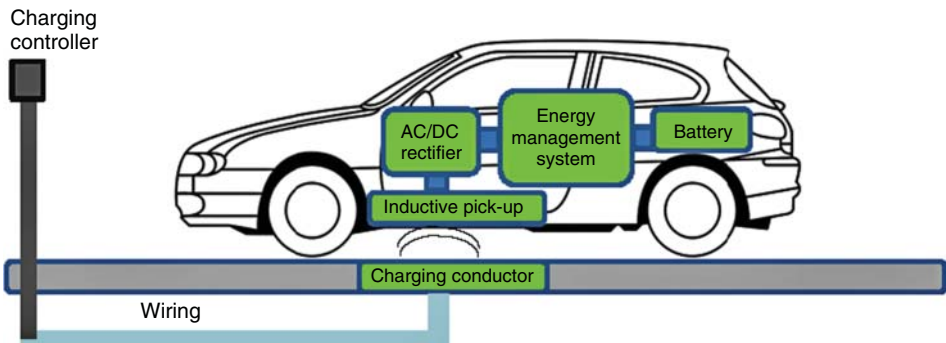 Charging
controller
AC/DC
rectifier
Energy
management
system
Battery
Inductive pick-up
Charging conductor
Wiring